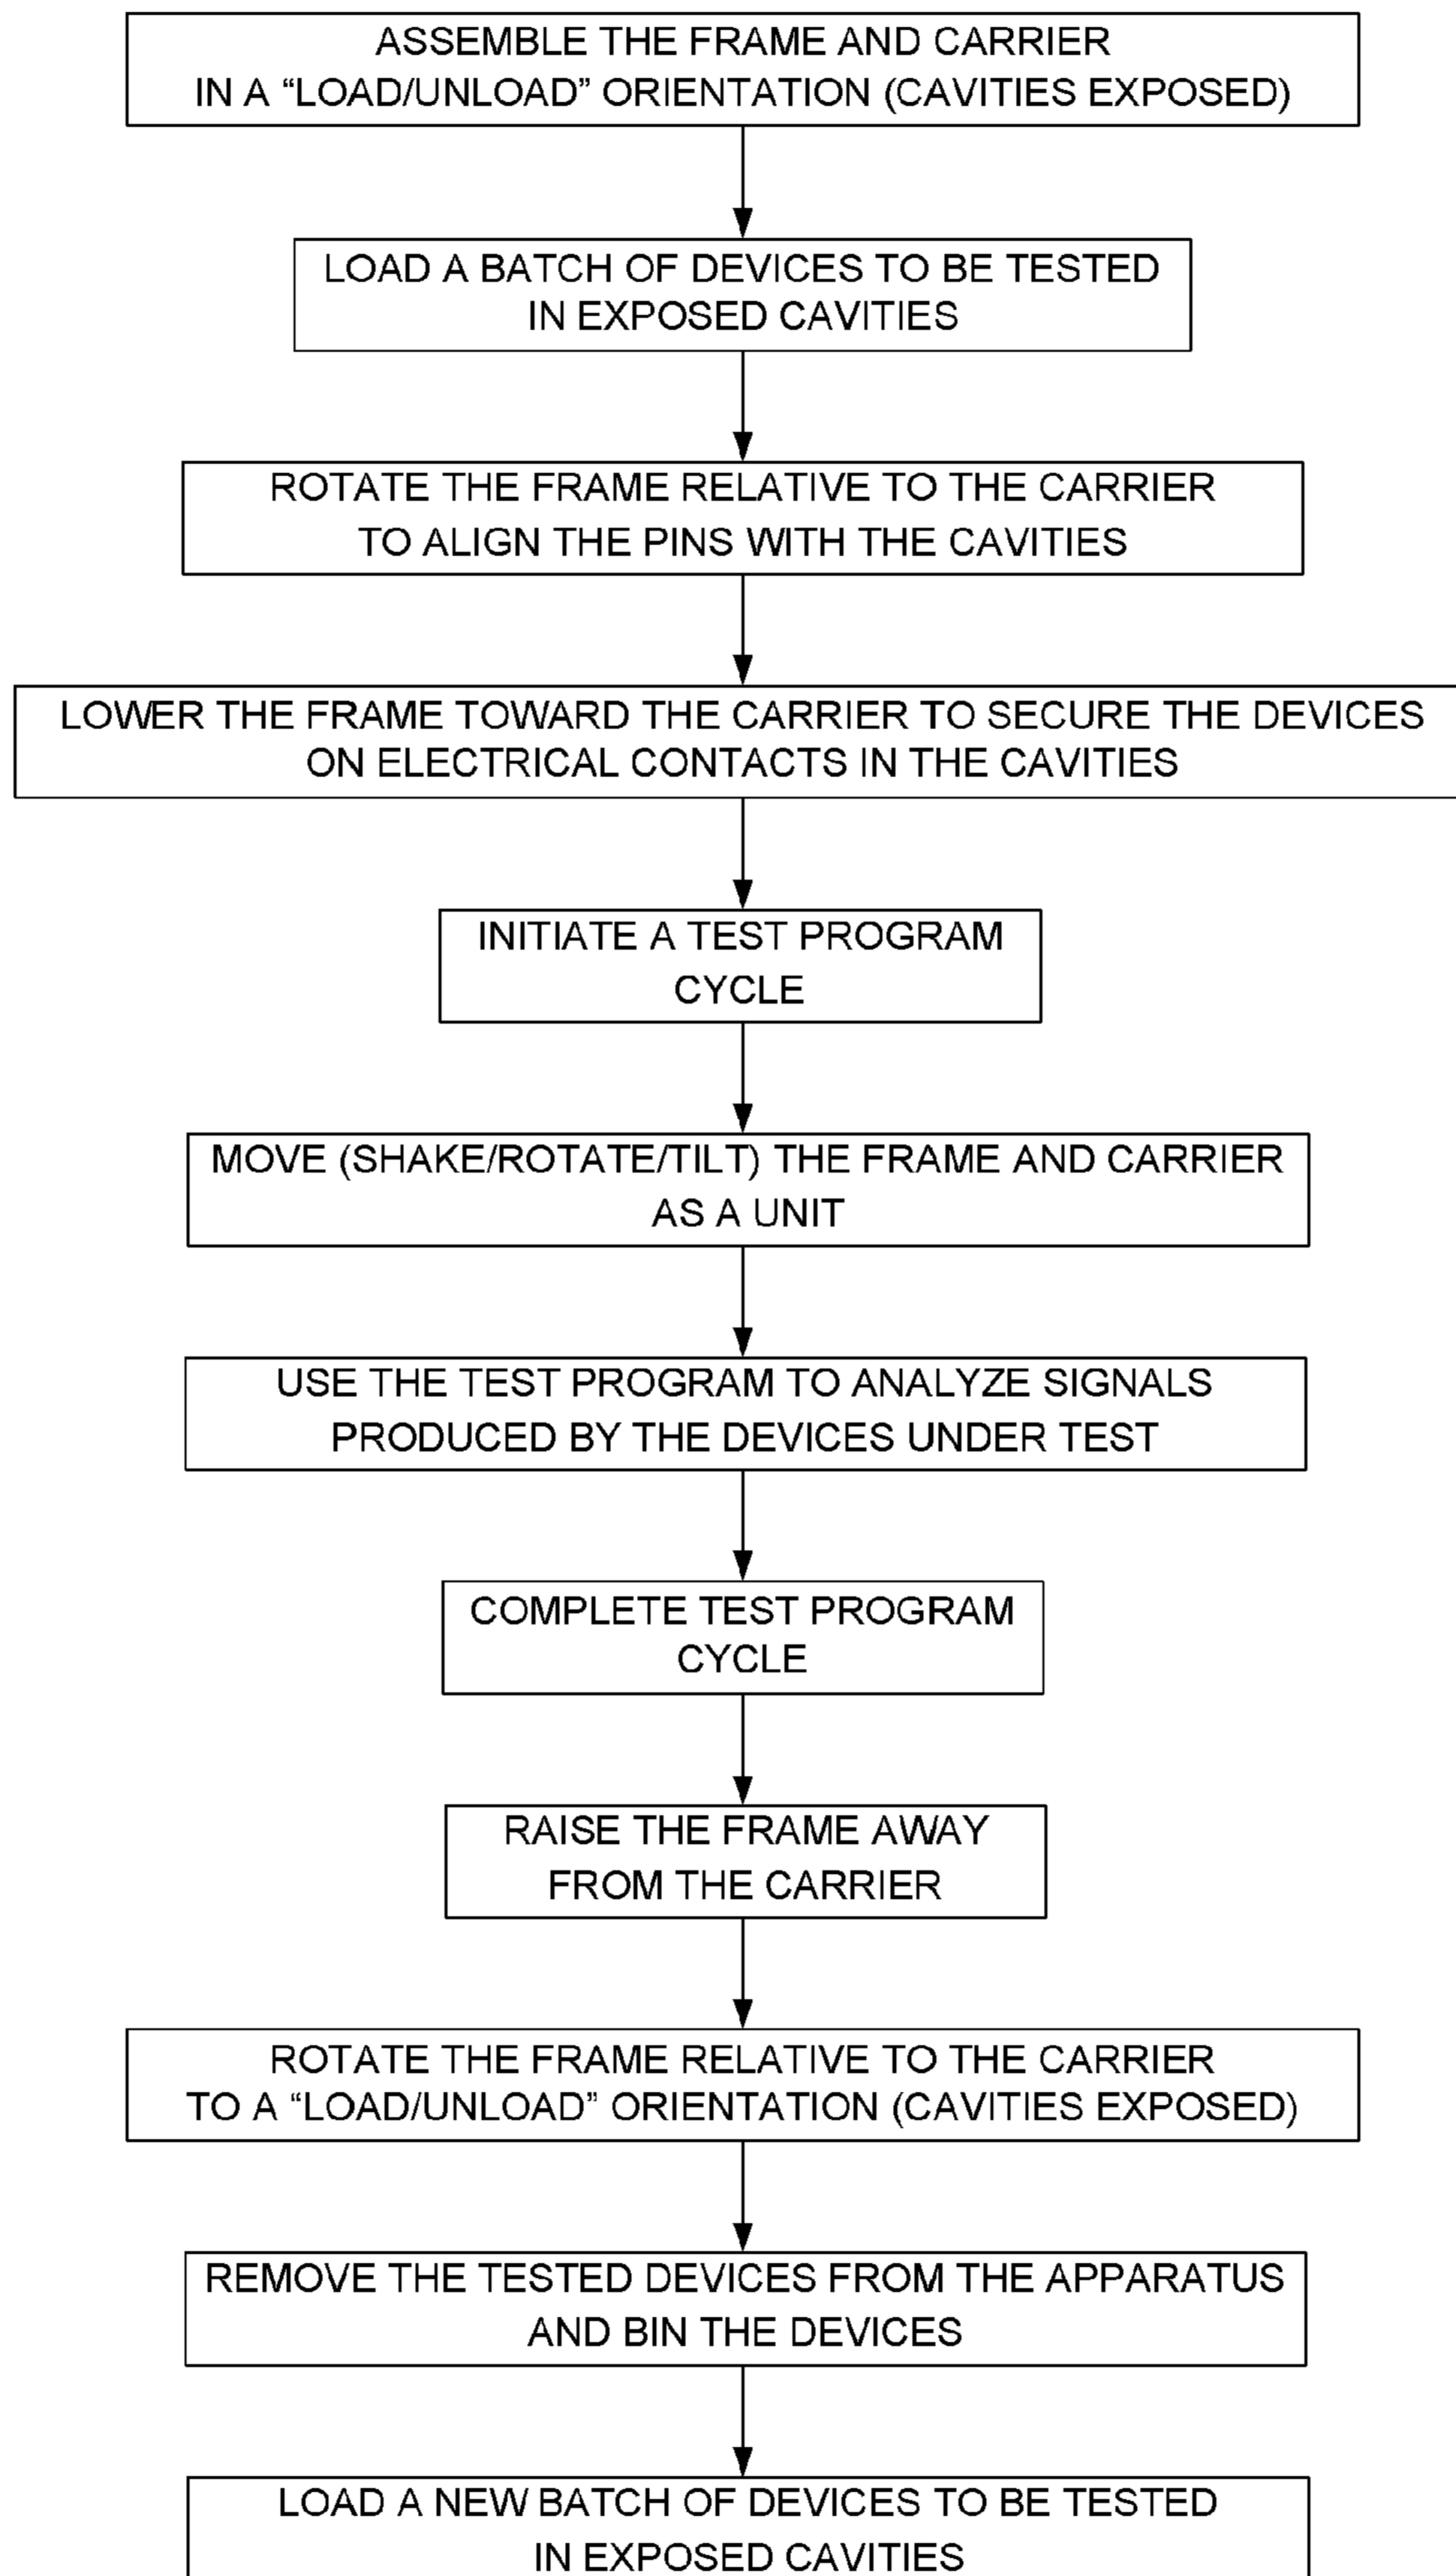 ASSEMBLE THE FRAME AND CARRIER
IN A “LOAD/UNLOAD” ORIENTATION (CAVITIES EXPOSED)
LOAD A BATCH OF DEVICES TO BE TESTED
IN EXPOSED CAVITIES
ROTATE THE FRAME RELATIVE TO THE CARRIER
TO ALIGN THE PINS WITH THE CAVITIES
LOWER THE FRAME TOWARD THE CARRIER TO SECURE THE DEVICES
ON ELECTRICAL CONTACTS IN THE CAVITIES
INITIATE A TEST PROGRAM
CYCLE
MOVE (SHAKE/ROTATE/TILT) THE FRAME AND CARRIER
AS A UNIT
USE THE TEST PROGRAM TO ANALYZE SIGNALS
PRODUCED BY THE DEVICES UNDER TEST
COMPLETE TEST PROGRAM
CYCLE
RAISE THE FRAME AWAY
FROM THE CARRIER
ROTATE THE FRAME RELATIVE TO THE CARRIER
TO A “LOAD/UNLOAD” ORIENTATION (CAVITIES EXPOSED)
REMOVE THE TESTED DEVICES FROM THE APPARATUS
AND BIN THE DEVICES
LOAD A NEW BATCH OF DEVICES TO BE TESTED
IN EXPOSED CAVITIES